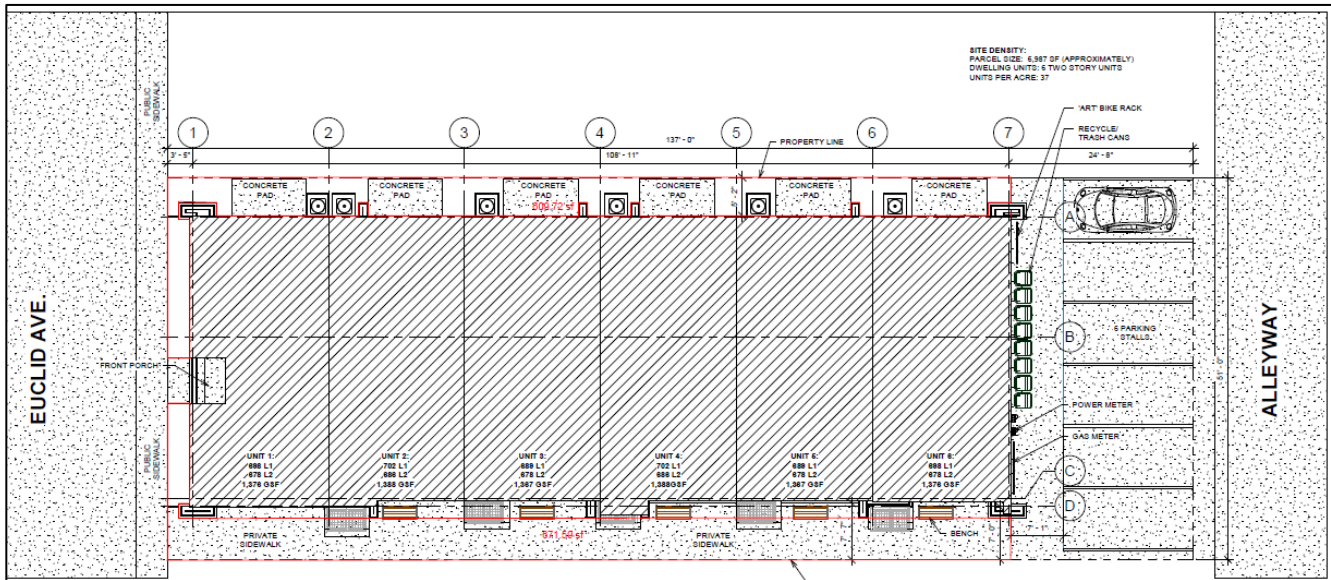 SITE DENSITY:
PARCEL SIZE: 6,987 SF (APPROXIMATELY)
DWELLING UNITS: 6 TWO STORY UNITS
UNITS PER ACRE: 37
'ART' BIKE RACK
RECYCLE/
TRASH CANS
PUBLIC
SIDEWALK
1
2
3
4
5
6
7
137' - 0"
PROPERTY LINE
3' - 5"
108' - 11"
24' - 8"
CONCRETE
PAD
CONCRETE
PAD
CONCRETE
PAD
CONCRETE
PAD
CONCRETE
PAD
CONCRETE
PAD
5' - 2"
A
B
6 PARKING
STALLS
51' - 0"
EUCLID AVE.
ALLEYWAY
FRONT PORCH
POWER METER
GAS METER
PUBLIC
SIDEWALK
UNIT 1:
698 L1
678 L2
1,376 GSF
UNIT 2:
702 L1
686 L2
1,388 GSF
UNIT 3:
689 L1
678 L2
1,367 GSF
UNIT 4:
702 L1
686 L2
1,388GSF
UNIT 5:
689 L1
678 L2
1,367 GSF
UNIT 6:
698 L1
678 L2
1,376 GSF
C
D
PRIVATE
SIDEWALK
PRIVATE
SIDEWALK
BENCH
7' - 1"